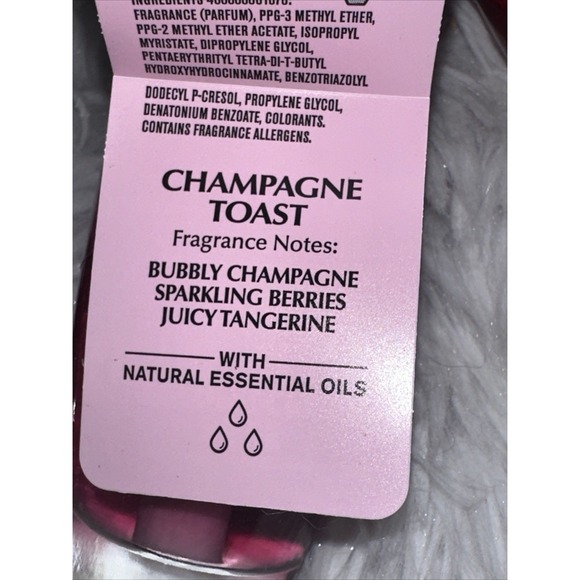 FRAGRANCE (PARFUM), PPG-3 METHYL ETHER,
PPG-2 METHYL ETHER ACETATE, ISOPROPYL
MYRISTATE, DIPROPYLENE GLYCOL,
PENTAERYTHRITYL TETRA-DI-T-BUTYL
HYDROXYHYDROCINNAMATE, BENZOTRIAZOLYL
DODECYL P-CRESOL, PROPYLENE GLYCOL,
DENATONIUM BENZOATE, COLORANTS.
CONTAINS FRAGRANCE ALLERGENS.
CHAMPAGNE
TOAST
Fragrance Notes:
BUBBLY CHAMPAGNE
SPARKLING BERRIES
JUICY TANGERINE
WITH
NATURAL ESSENTIAL OILS